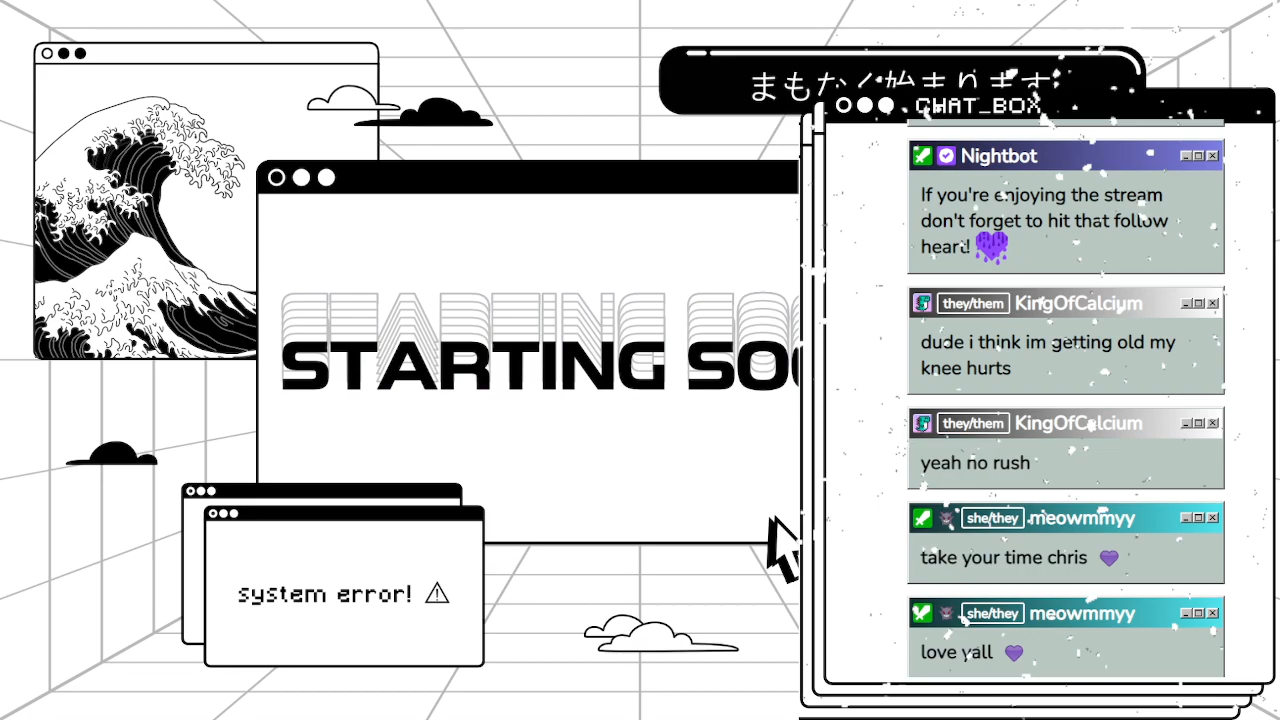 まもなく始まります
CHAT_BOX
Nightbot
If you're enjoying the stream
don't forget to hit that follow
heart!
they/them KingOfCalcium
dude i think im getting old my
knee hurts
they/them KingOfCalcium
yeah no rush
she/they meowmmyy
take your time chris
she/they meowmmyy
love yall
STARTING SOO
system error!